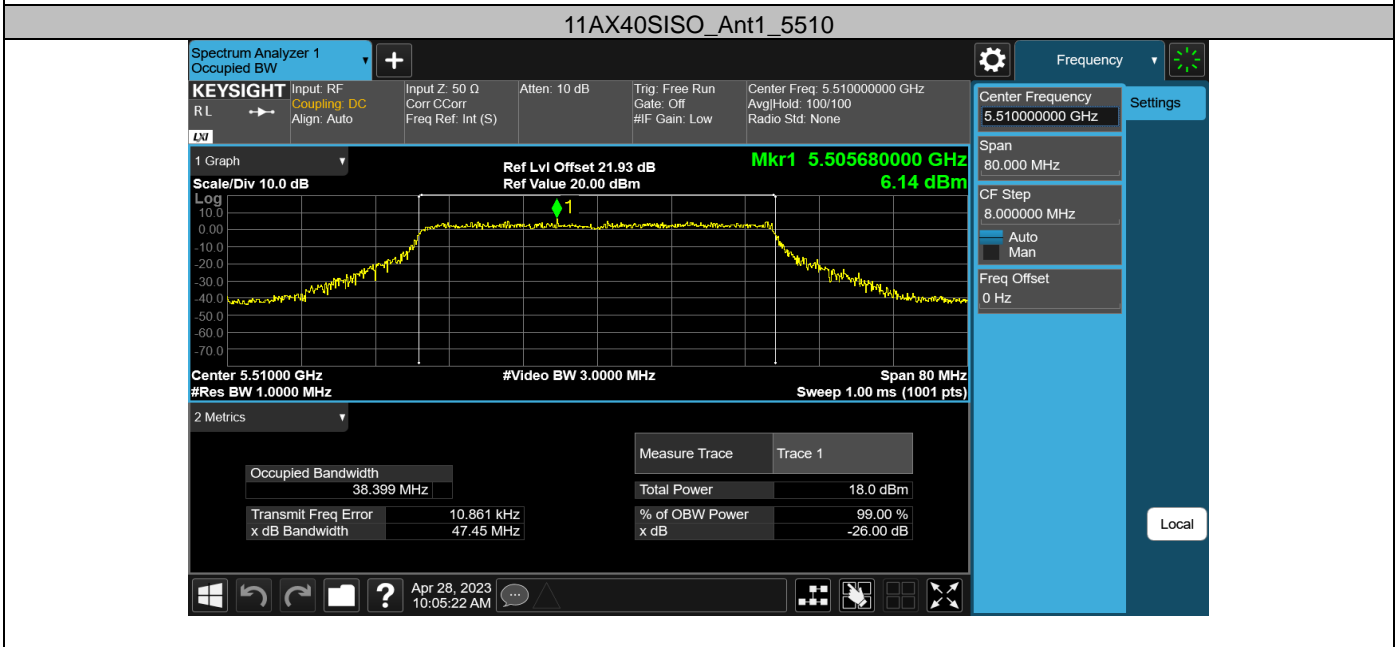 11AX40SISO_Ant1_5510
Spectrum Analyzer 1
Occupied BW
+
Frequency
KEYSIGHT
R L
LXI
Input: RF
Coupling: DC
Align: Auto
Input Z: 50 Ω
Corr CCorr
Freq Ref: Int (S)
Atten: 10 dB
Trig: Free Run
Gate: Off
#IF Gain: Low
Center Freq: 5.510000000 GHz
Avg|Hold: 100/100
Radio Std: None
Center Frequency
5.510000000 GHz
Settings
Span
80.000 MHz
CF Step
8.000000 MHz
Auto
Man
Freq Offset
0 Hz
Local
1 Graph
Scale/Div 10.0 dB
Ref Lvl Offset 21.93 dB
Ref Value 20.00 dBm
Mkr1 5.505680000 GHz
6.14 dBm
Log
10.0
0.00
-10.0
-20.0
-30.0
-40.0
-50.0
-60.0
-70.0
1
Center 5.51000 GHz
#Res BW 1.0000 MHz
#Video BW 3.0000 MHz
Span 80 MHz
Sweep 1.00 ms (1001 pts)
2 Metrics
Measure Trace Trace 1
Occupied Bandwidth
38.399 MHz
Total Power 18.0 dBm
Transmit Freq Error 10.861 kHz
% of OBW Power 99.00 %
x dB Bandwidth 47.45 MHz
x dB -26.00 dB
?
Apr 28, 2023
10:05:22 AM